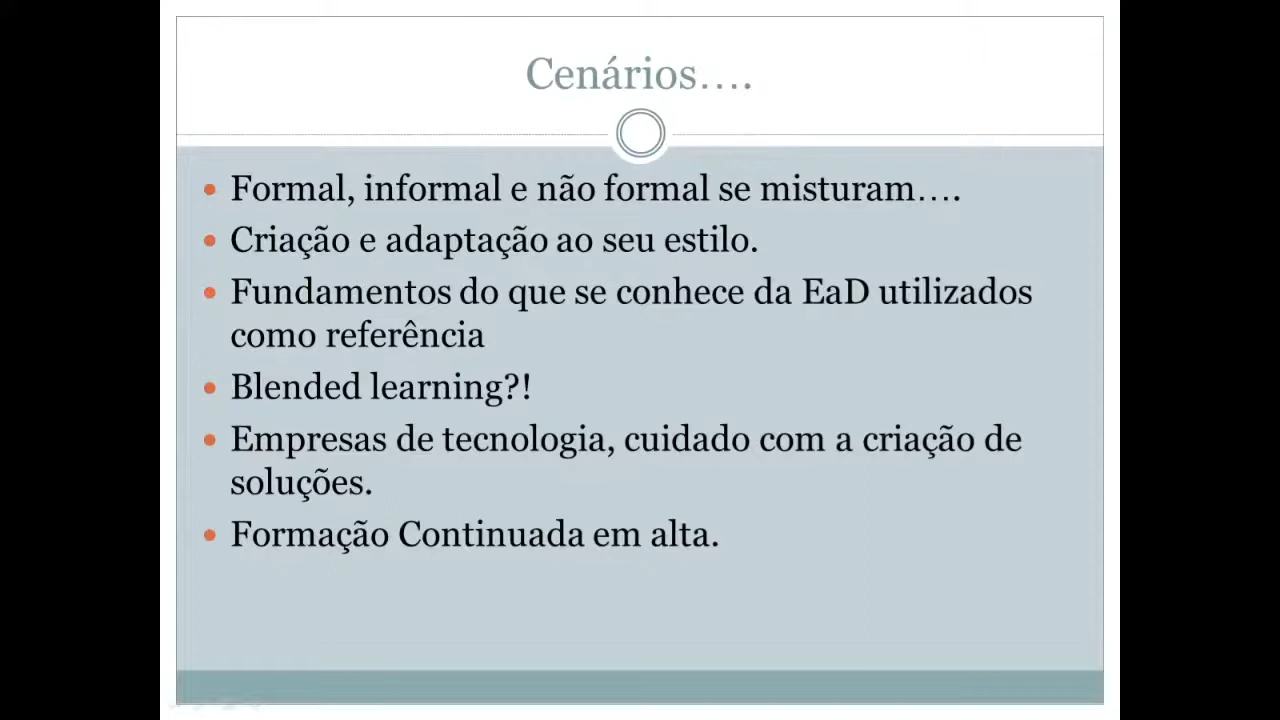 Cenários….
Formal, informal e não formal se misturam….
Criação e adaptação ao seu estilo.
Fundamentos do que se conhece da EaD utilizados
como referência
Blended learning?!
Empresas de tecnologia, cuidado com a criação de
soluções.
Formação Continuada em alta.